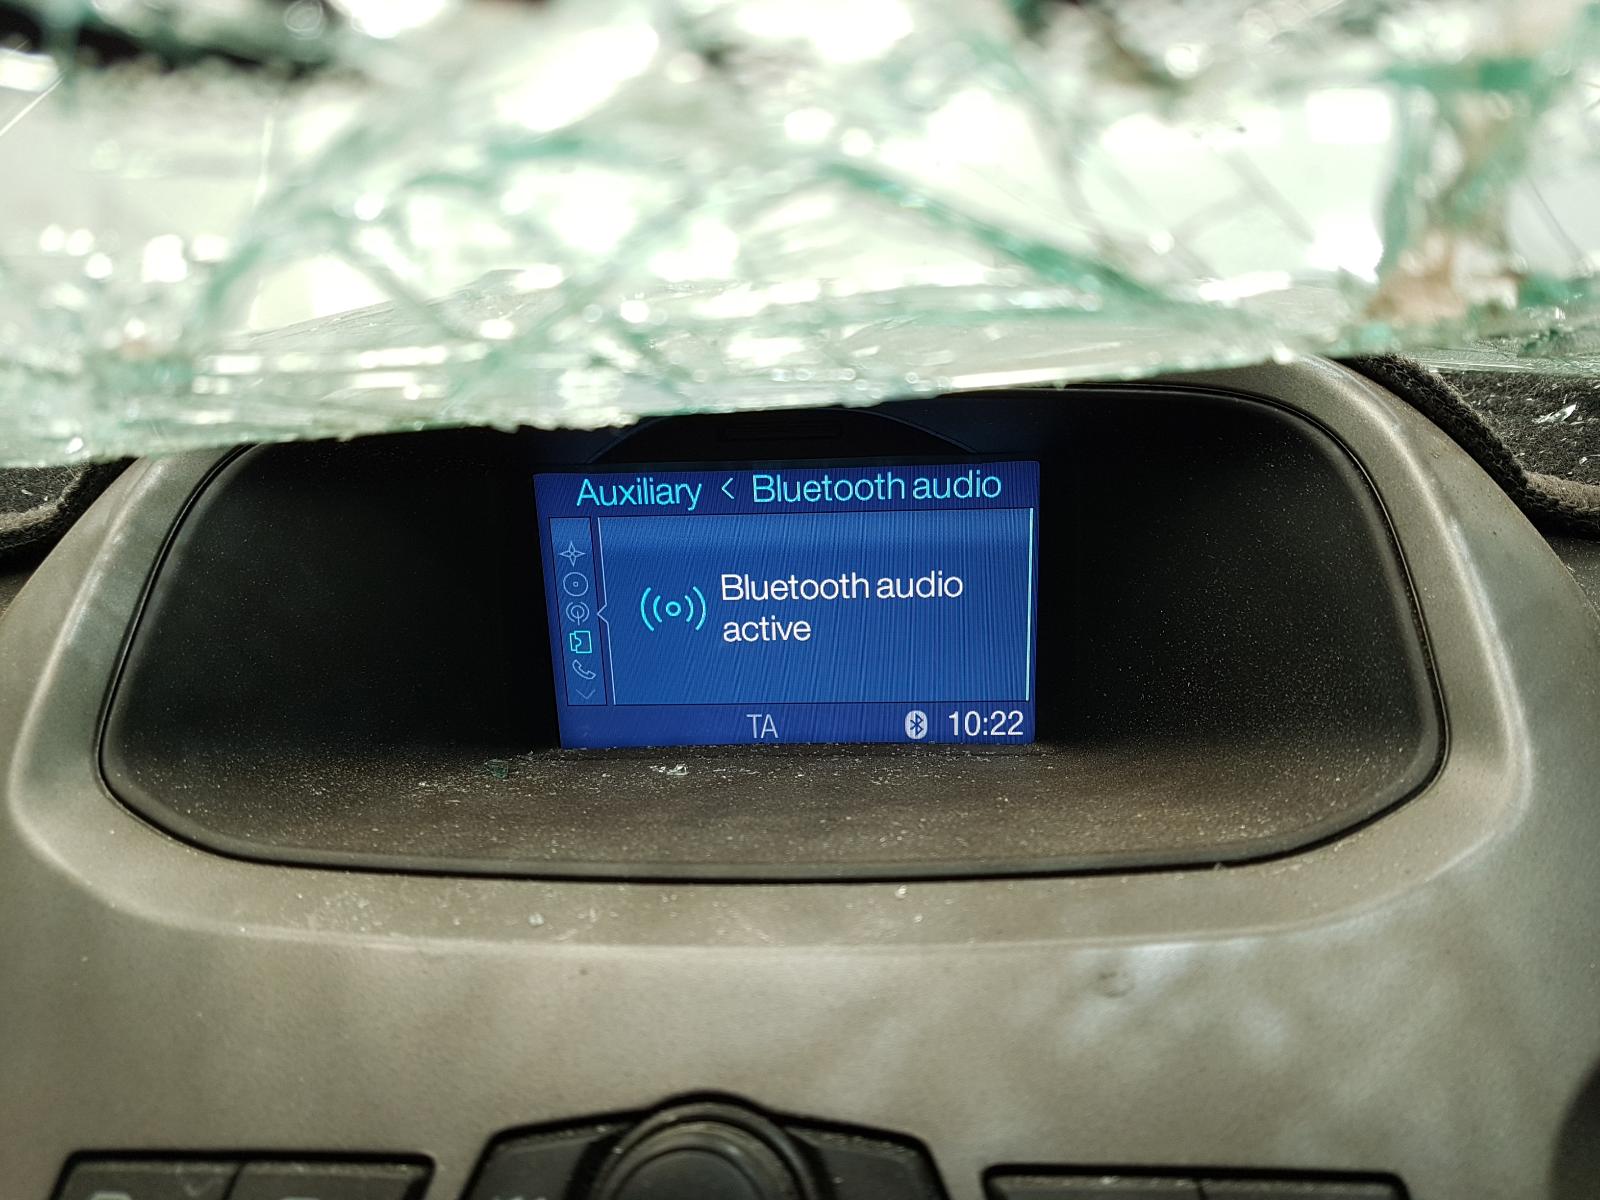 Auxiliary < Bluetooth audio
Bluetooth audio
active
TA 10:22